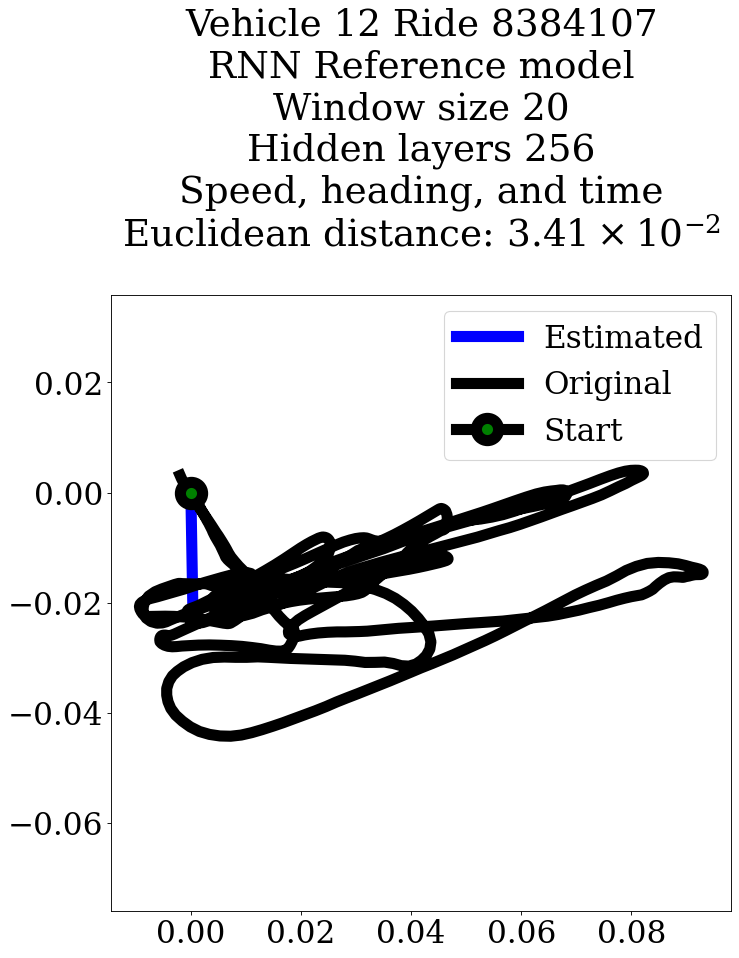 Vehicle 12 Ride 8384107
RNN Reference model
Window size 20
Hidden layers 256
Speed, heading, and time
Euclidean distance: 3.41 × 10⁻²
Estimated
Original
Start
0.02
0.00
−0.02
−0.04
−0.06
0.00 0.02 0.04 0.06 0.08